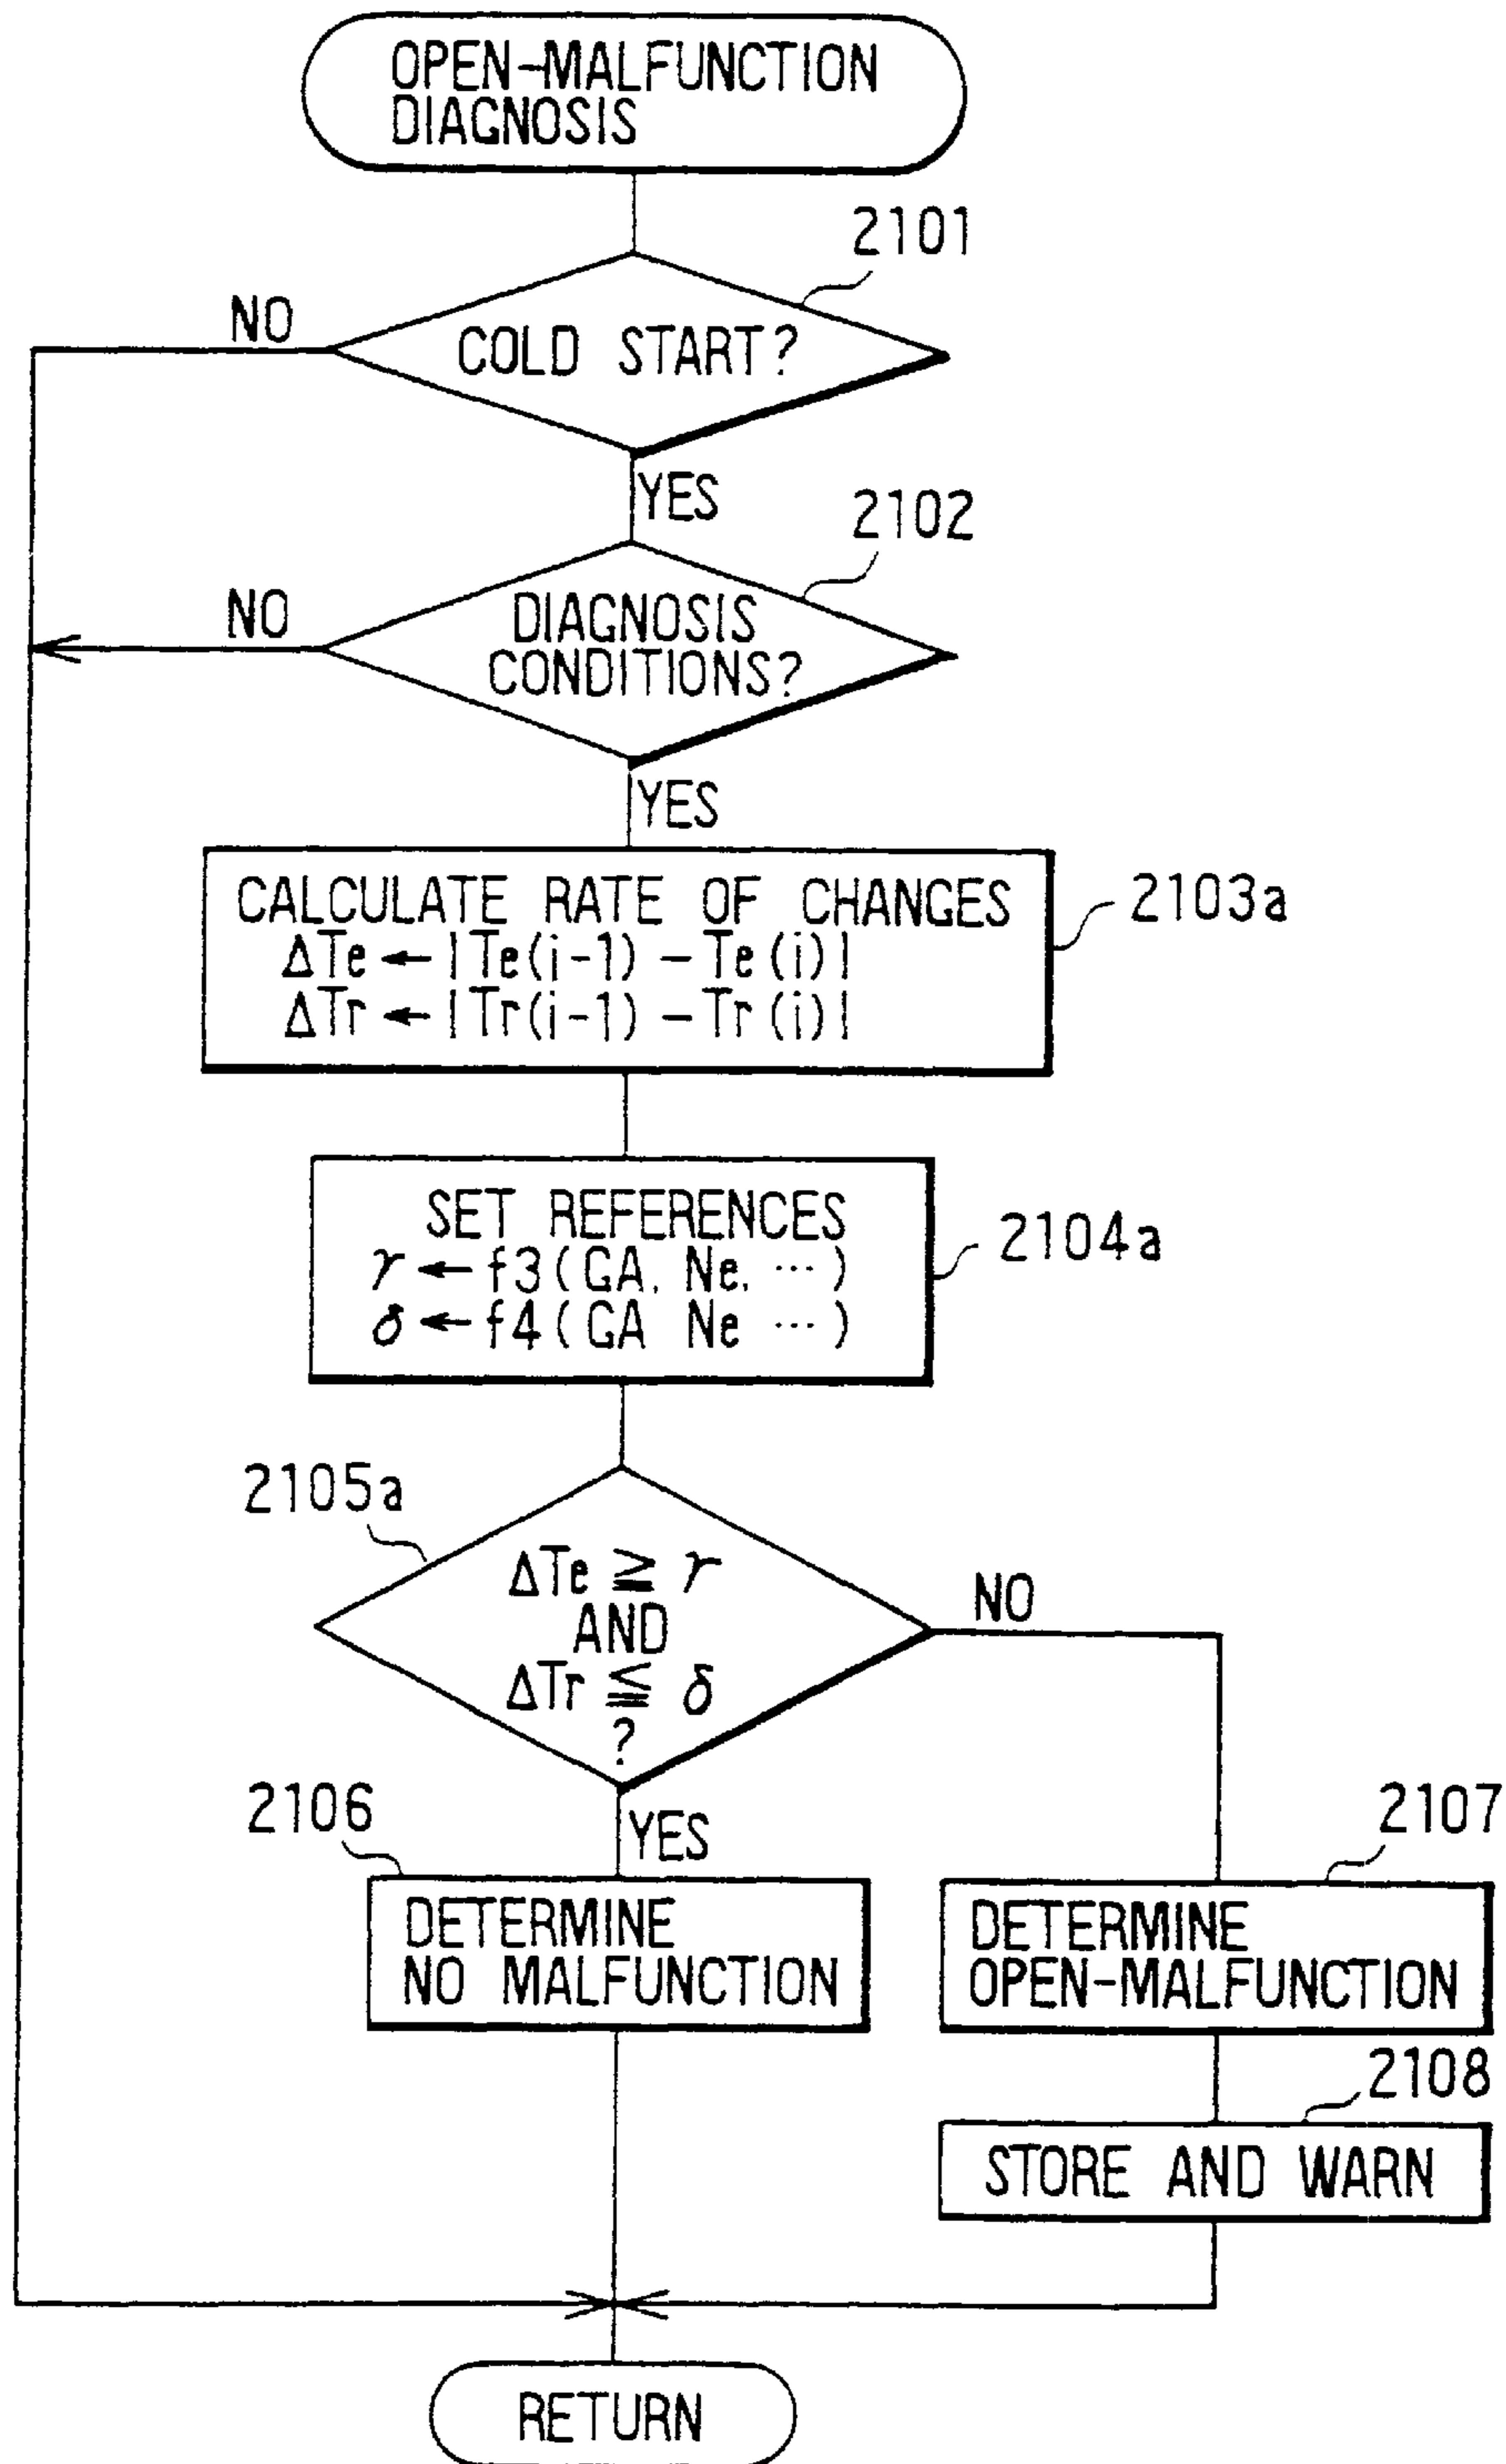 OPEN-MALFUNCTION
DIAGNOSIS
2101
NO
COLD START?
YES
2102
NO
DIAGNOSIS
CONDITIONS?
YES
CALCULATE RATE OF CHANGES
ΔTe ← |Te(i-1) - Te(i)|
ΔTr ← |Tr(i-1) - Tr(i)|
2103a
SET REFERENCES
γ ← f3(GA, Ne, ···)
δ ← f4(GA Ne ···)
2104a
2105a
ΔTe ≧ γ
AND
ΔTr ≦ δ
?
NO
YES
2106
DETERMINE
NO MALFUNCTION
2107
DETERMINE
OPEN-MALFUNCTION
2108
STORE AND WARN
RETURN